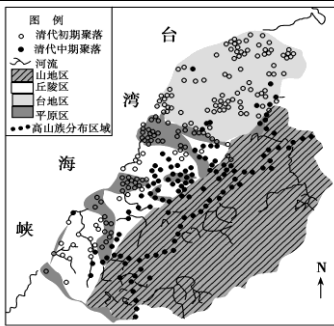 图 例
清代初期聚落
清代中期聚落
河流
山地区
丘陵区
台地区
平原区
高山族分布区域
台
湾
海
峡
N